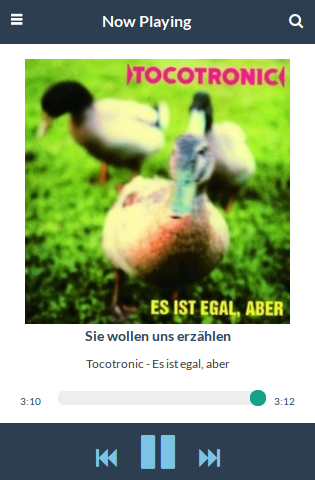 Now Playing
TOCOTRONIC
ES IST EGAL, ABER
Sie wollen uns erzählen
Tocotronic - Es ist egal, aber
3:10
3:12